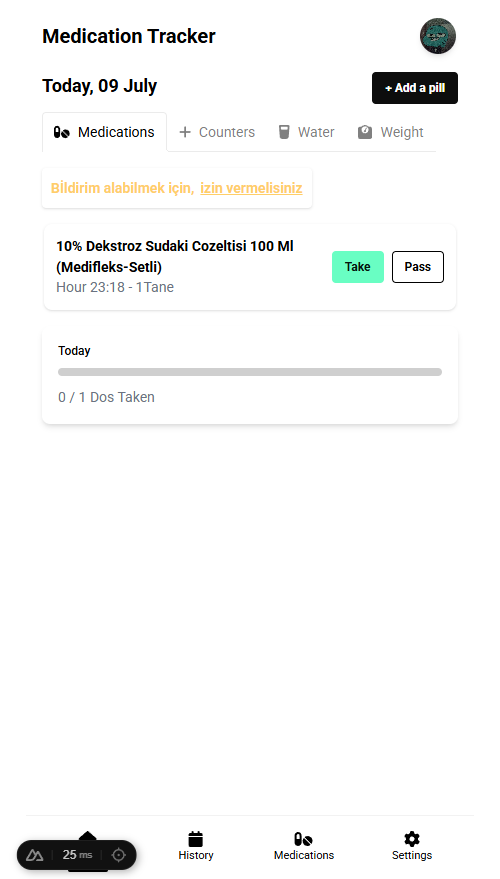 Medication Tracker
Today, 09 July
+ Add a pill
Medications
Counters
Water
Weight
Bİldirim alabilmek için, izin vermelisiniz
10% Dekstroz Sudaki Cozeltisi 100 Ml
(Medifleks-Setli)
Hour 23:18 - 1Tane
Take
Pass
Today
0 / 1 Dos Taken
25 ms
History
Medications
Settings